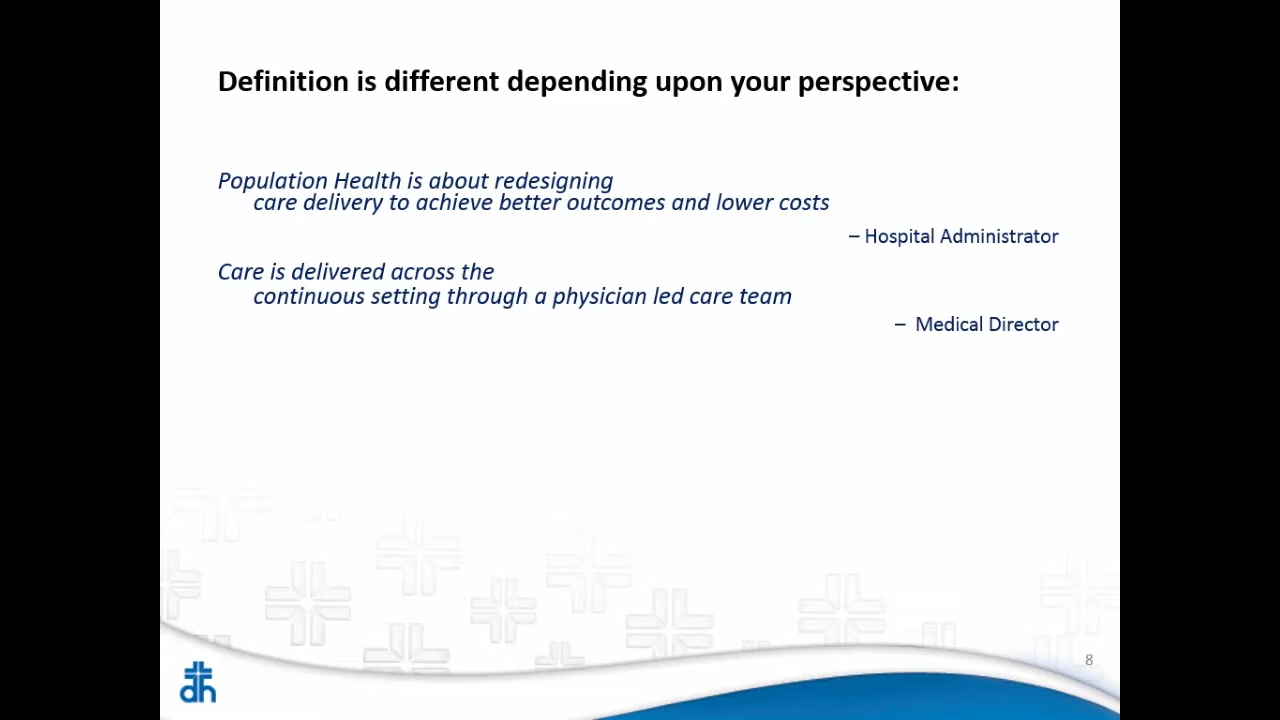 Definition is different depending upon your perspective:
Population Health is about redesigning
care delivery to achieve better outcomes and lower costs
– Hospital Administrator
Care is delivered across the
continuous setting through a physician led care team
– Medical Director
8
dh